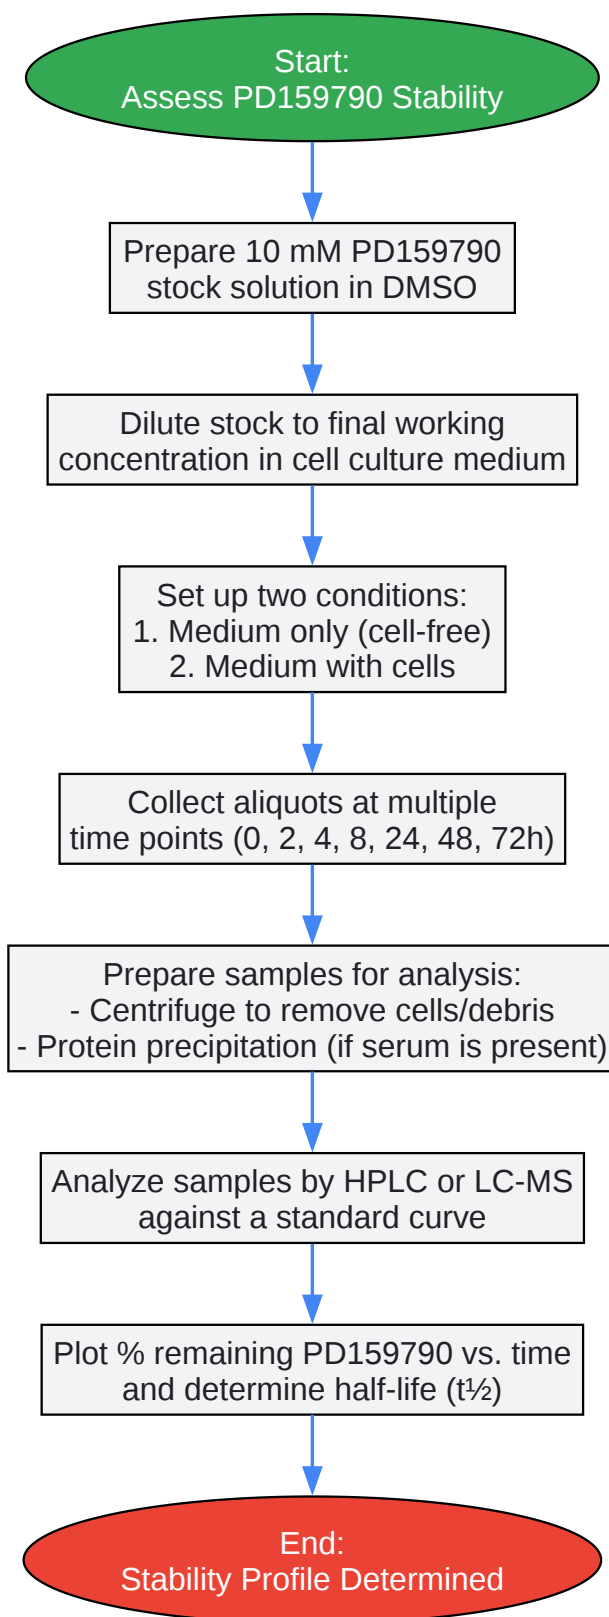 Start:
Assess PD159790 Stability
Prepare 10 mM PD159790
stock solution in DMSO
Dilute stock to final working
concentration in cell culture medium
Set up two conditions:
1. Medium only (cell-free)
2. Medium with cells
Collect aliquots at multiple
time points (0, 2, 4, 8, 24, 48, 72h)
Prepare samples for analysis:
- Centrifuge to remove cells/debris
- Protein precipitation (if serum is present)
Analyze samples by HPLC or LC-MS
against a standard curve
Plot % remaining PD159790 vs. time
and determine half-life (t½)
End:
Stability Profile Determined